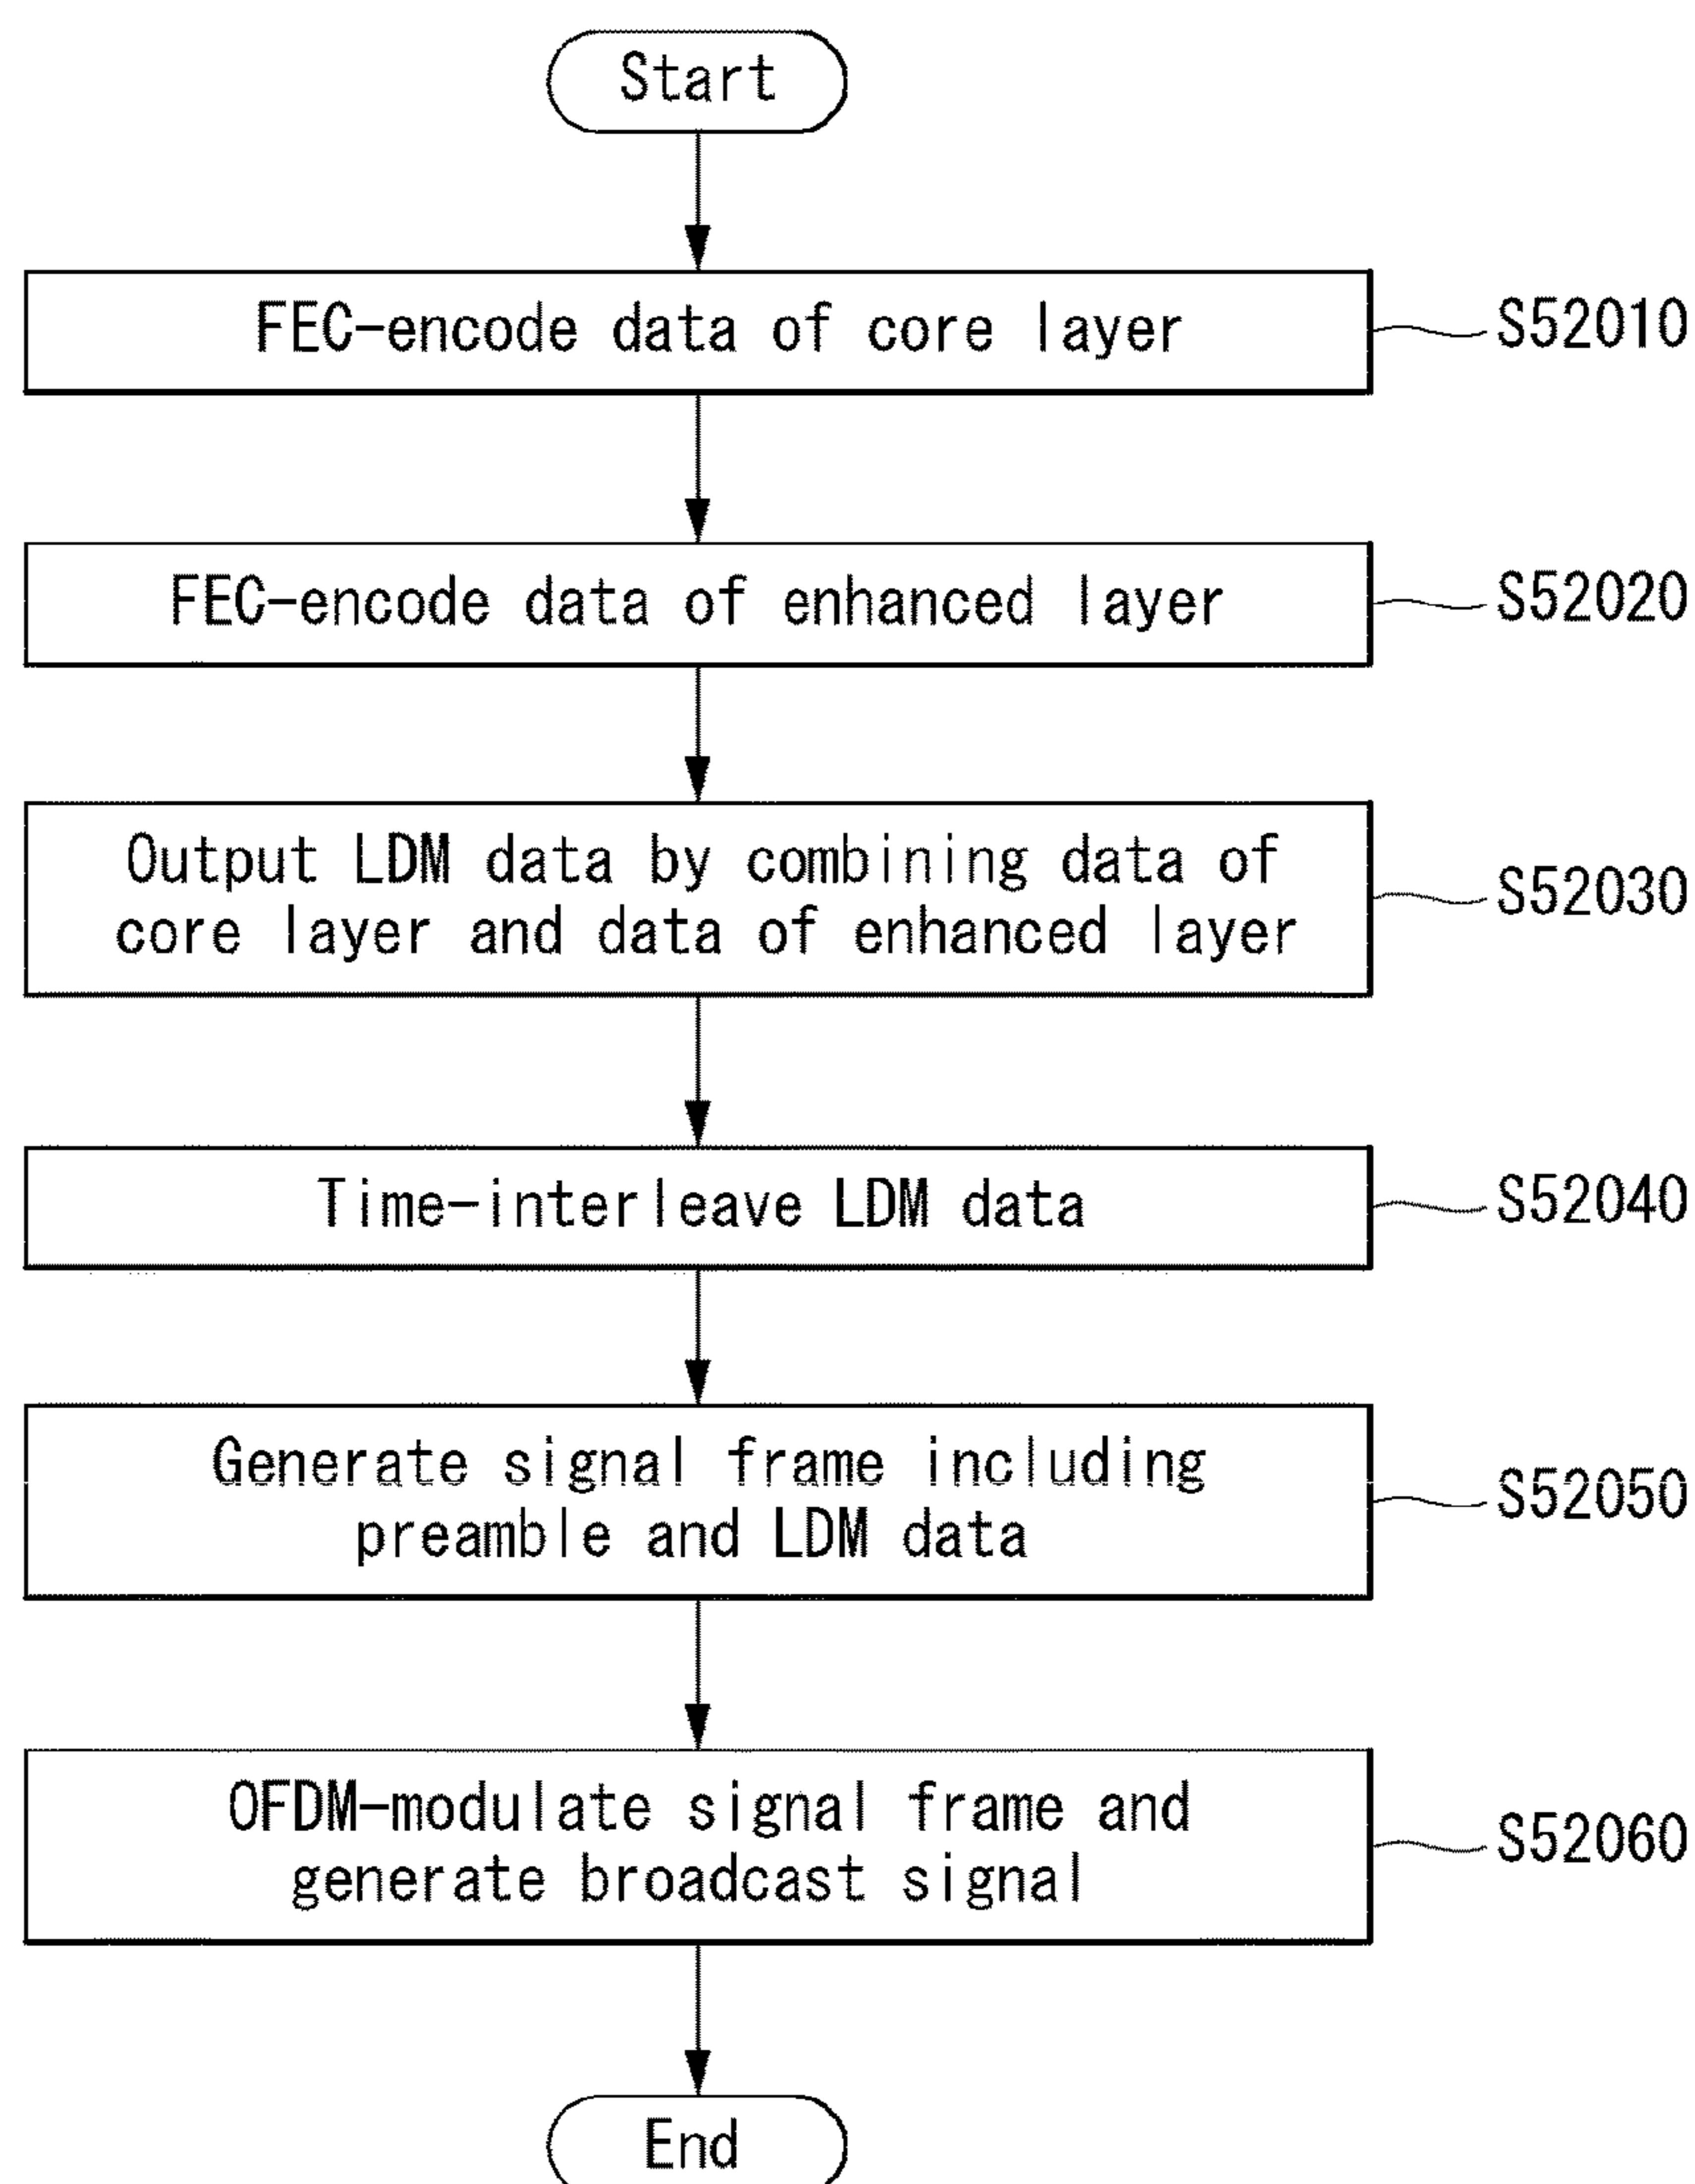 Start
FEC-encode data of core layer
S52010
FEC-encode data of enhanced layer
S52020
Output LDM data by combining data of
core layer and data of enhanced layer
S52030
Time-interleave LDM data
S52040
Generate signal frame including
preamble and LDM data
S52050
OFDM-modulate signal frame and
generate broadcast signal
S52060
End